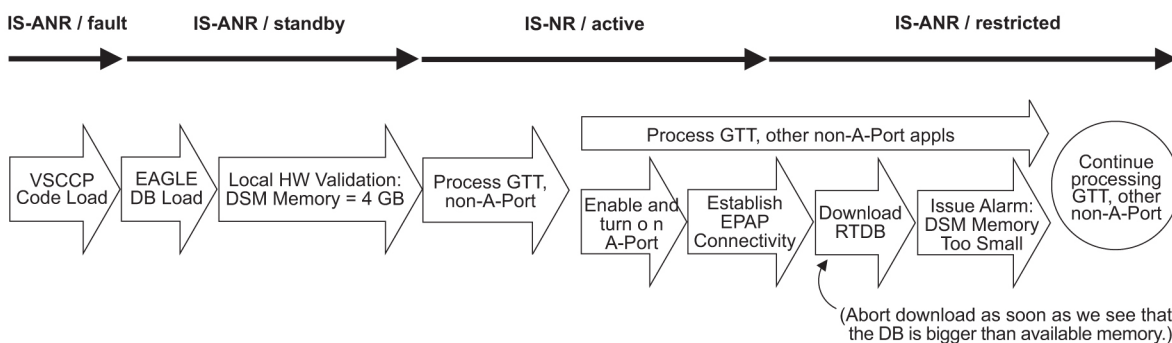 IS-ANR / fault
IS-ANR / standby
IS-NR / active
IS-ANR / restricted
VSCCP
Code Load
EAGLE
DB Load
Local HW Validation:
DSM Memory = 4 GB
Process GTT,
non-A-Port
Process GTT, other non-A-Port appls
Enable and
turn o n
A-Port
Establish
EPAP
Connectivity
Download
RTDB
Issue Alarm:
DSM Memory
Too Small
Continue
processing
GTT, other
non-A-Port
(Abort download as soon as we see that
the DB is bigger than available memory.)